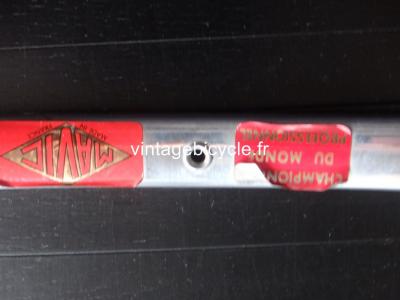 MAVIC
MADE IN
FRANCE
vintagebicycle.fr
CHAMPION
DU MONDE
PROFESSIONNEL